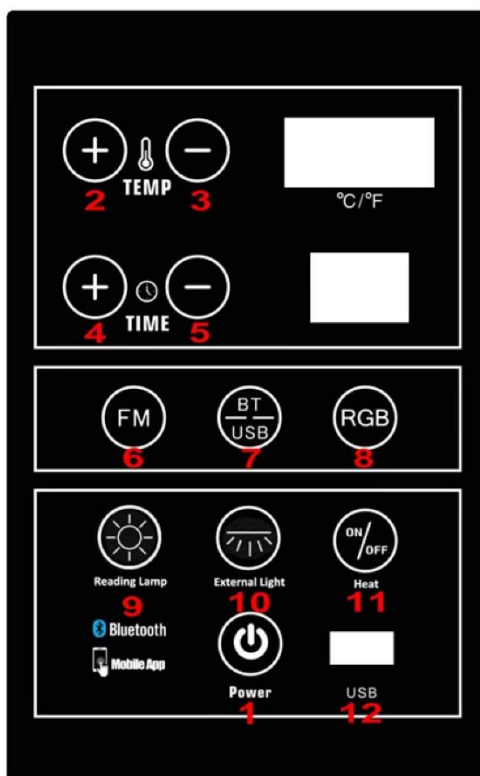 + −
TEMP
2 3
°C/°F
+ −
TIME
4 5
FM BT USB RGB
6 7 8
ON/OFF
Reading Lamp External Light Heat
9 10 11
Bluetooth
Mobile App
Power USB
1 12